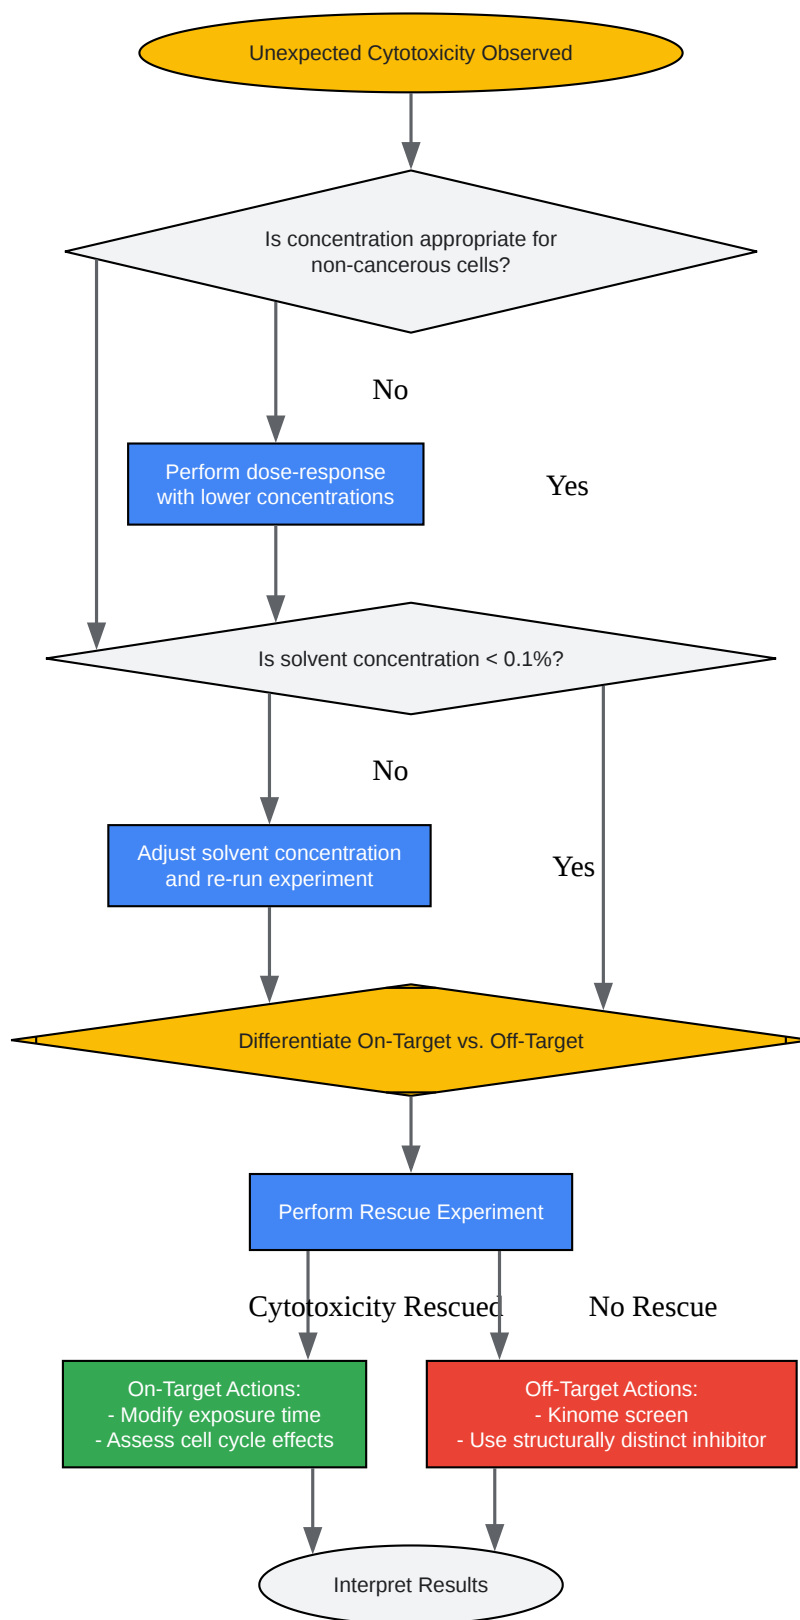 Unexpected Cytotoxicity Observed
Is concentration appropriate for
non-cancerous cells?
No
Perform dose-response
with lower concentrations
Yes
Is solvent concentration < 0.1%?
No
Adjust solvent concentration
and re-run experiment
Yes
Differentiate On-Target vs. Off-Target
Perform Rescue Experiment
Cytotoxicity Rescued
No Rescue
On-Target Actions:
- Modify exposure time
- Assess cell cycle effects
Off-Target Actions:
- Kinome screen
- Use structurally distinct inhibitor
Interpret Results